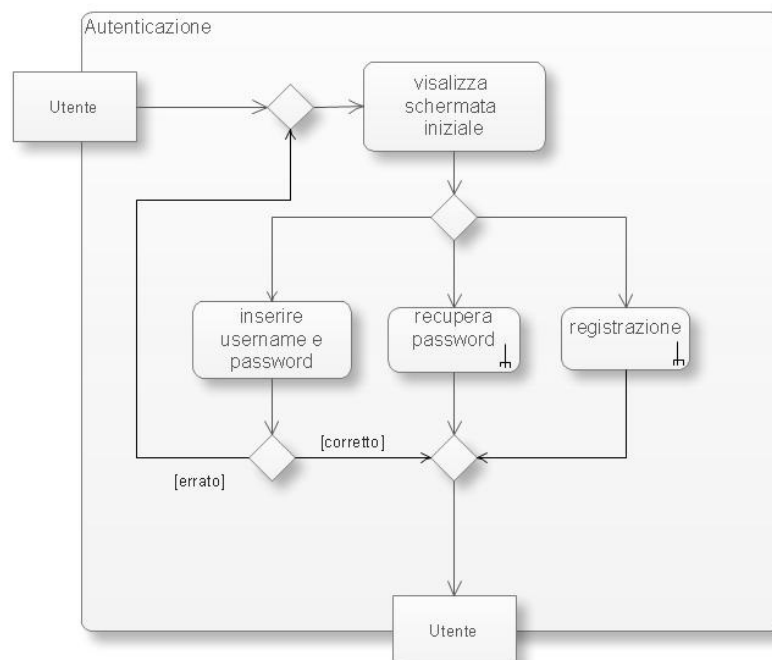 Autenticazione
Utente
visalizza
schermata
iniziale
inserire
username e
password
recupera
password
registrazione
[corretto]
[errato]
Utente